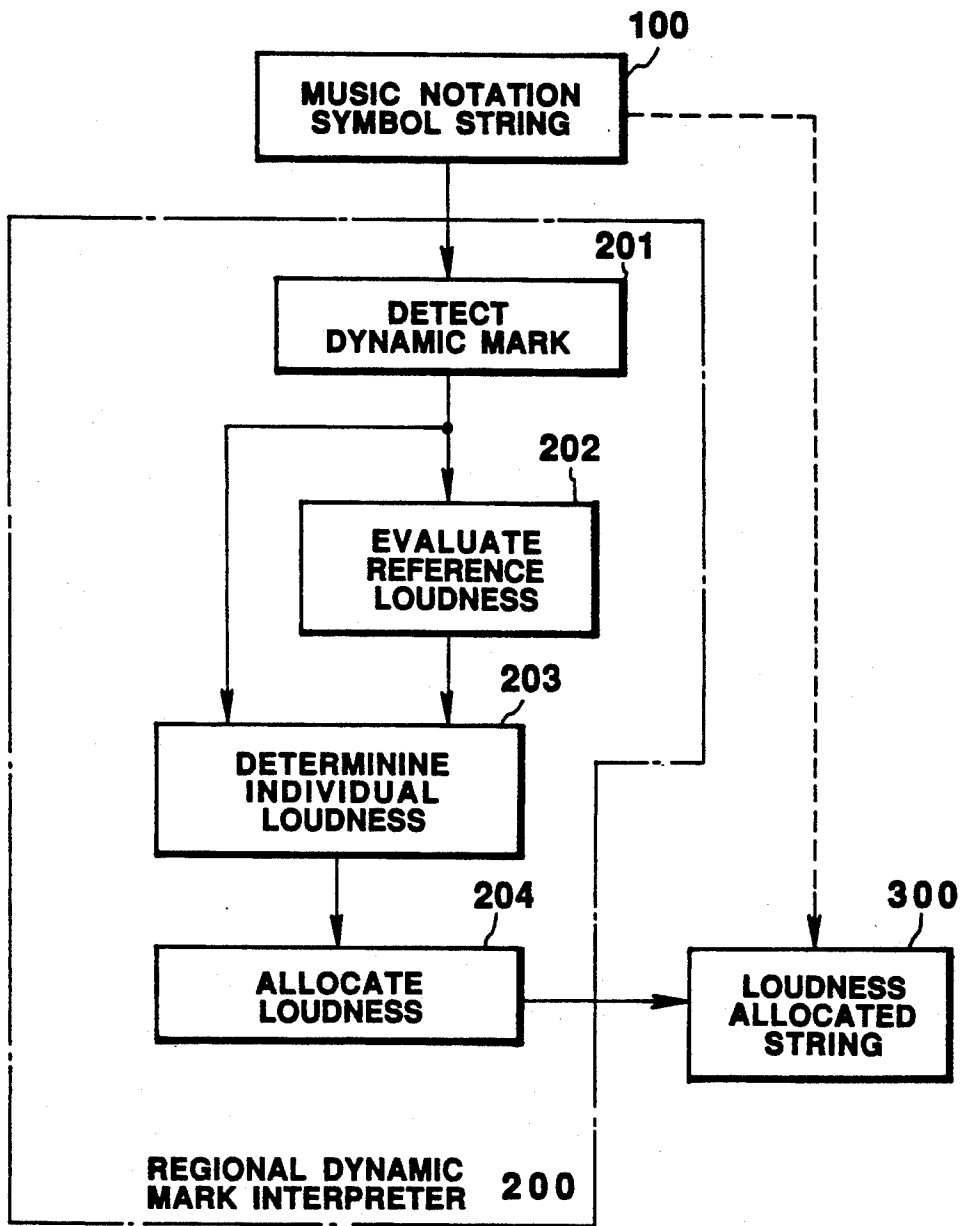 100
MUSIC NOTATION
SYMBOL STRING
201
DETECT
DYNAMIC MARK
202
EVALUATE
REFERENCE
LOUDNESS
203
DETERMININE
INDIVIDUAL
LOUDNESS
204
ALLOCATE
LOUDNESS
300
LOUDNESS
ALLOCATED
STRING
REGIONAL DYNAMIC
MARK INTERPRETER 200